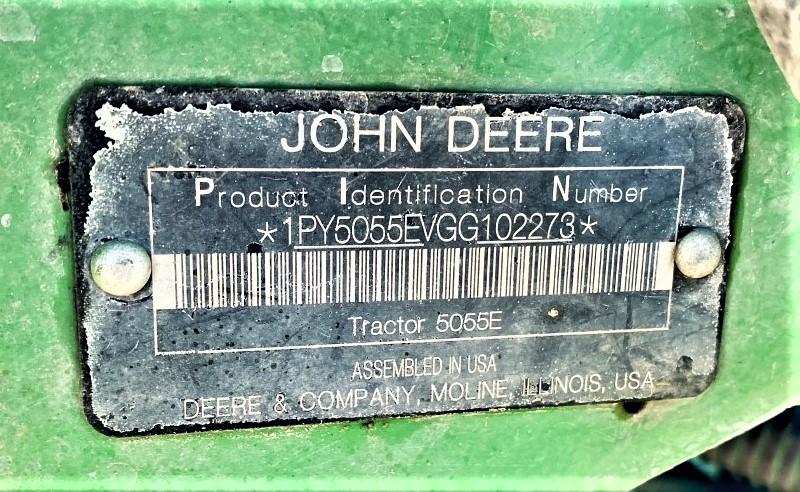 JOHN DEERE
Product Identification Number
*1PY5055EVGG102273*
Tractor 5055E
ASSEMBLED IN USA
DEERE & COMPANY, MOLINE ILLINOIS, USA